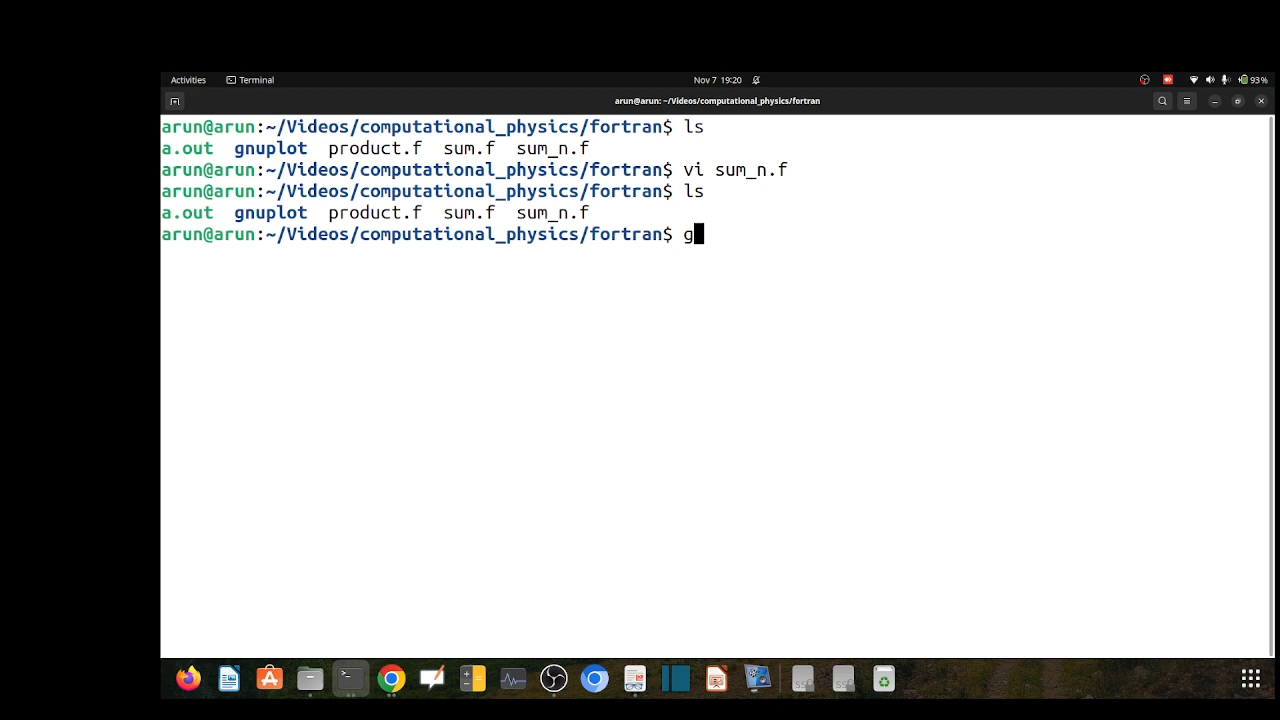 Activities Terminal Nov 7 19:20 93%
arun@arun: ~/Videos/computational_physics/fortran
arun@arun:~/Videos/computational_physics/fortran$ ls
a.out gnuplot product.f sum.f sum_n.f
arun@arun:~/Videos/computational_physics/fortran$ vi sum_n.f
arun@arun:~/Videos/computational_physics/fortran$ ls
a.out gnuplot product.f sum.f sum_n.f
arun@arun:~/Videos/computational_physics/fortran$ g